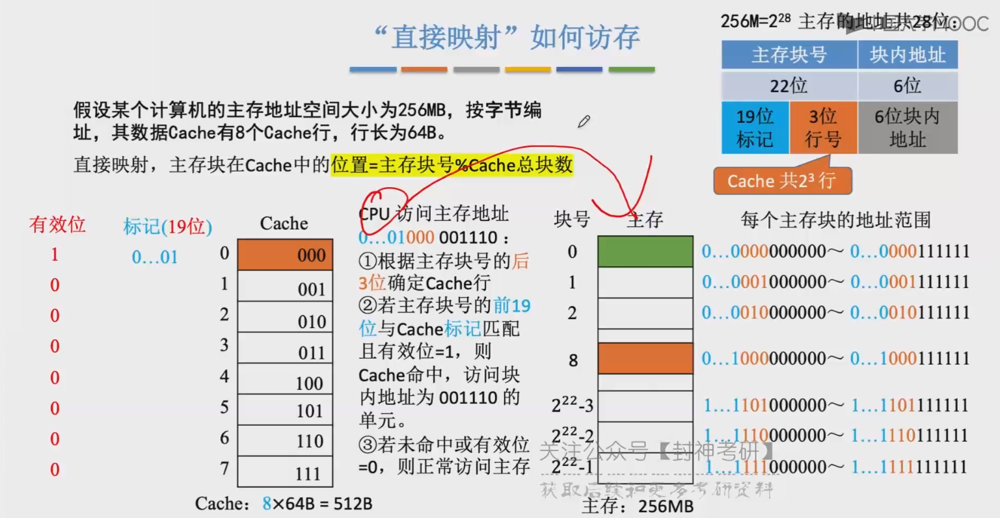 “直接映射”如何访存
256M=2²⁸ 主存的地址共28位：
主存块号 块内地址
22位 6位
19位标记 3位行号 6位块内地址
Cache 共2³ 行
假设某个计算机的主存地址空间大小为256MB，按字节编
址，其数据Cache有8个Cache行，行长为64B。
直接映射，主存块在Cache中的位置=主存块号%Cache总块数
有效位 标记(19位) Cache
1 0…01 0 000
0 1 001
0 2 010
0 3 011
0 4 100
0 5 101
0 6 110
0 7 111
Cache：8×64B = 512B
CPU 访问主存地址
0…01000 001110：
①根据主存块号的后
3位确定Cache行
②若主存块号的前19
位与Cache标记匹配
且有效位=1，则
Cache命中，访问块
内地址为 001110 的
单元。
③若未命中或有效位
=0，则正常访问主存
块号 主存 每个主存块的地址范围
0 0…0000000000～ 0…0000111111
1 0…0001000000～ 0…0001111111
2 0…0010000000～ 0…0010111111
8 0…1000000000～ 0…1000111111
2²²-3 1…1101000000～ 1…1101111111
2²²-2 1…1110000000～ 1…1110111111
2²²-1 1…1111000000～ 1…1111111111
主存：256MB
关注公众号【封神考研】
获取后续和更多考研资料